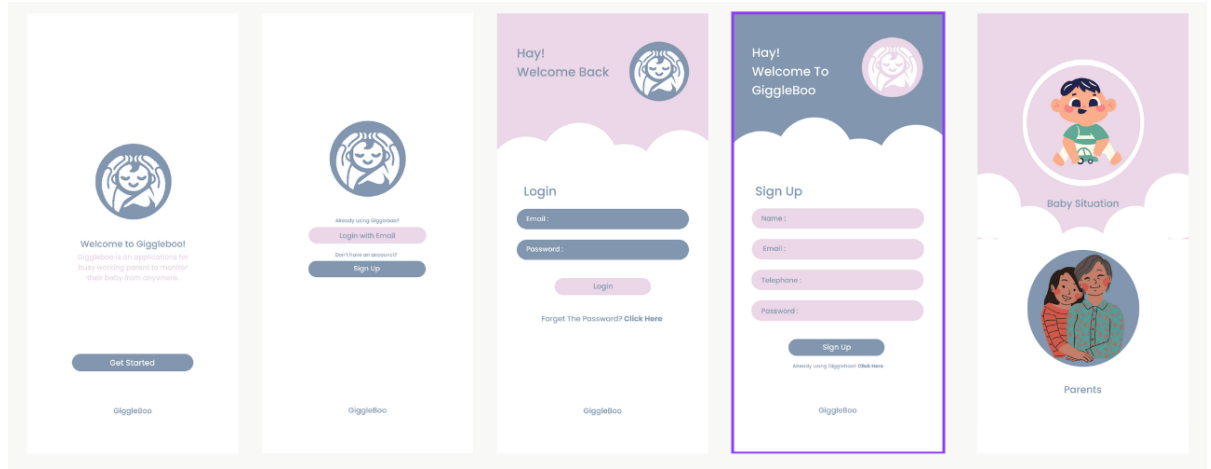 Welcome to Giggleboo!
Giggleboo is an applications for
busy working parent to monitor
their baby from anywhere.
Get Started
GiggleBoo
Already using Giggleboo?
Login with Email
Don't have an account?
Sign Up
GiggleBoo
Hay!
Welcome Back
Login
Email :
Password :
Login
Forget The Password? Click Here
GiggleBoo
Hay!
Welcome To
GiggleBoo
Sign Up
Name :
Email :
Telephone :
Password :
Sign Up
Already using Giggleboo? Click Here
GiggleBoo
Baby Situation
Parents